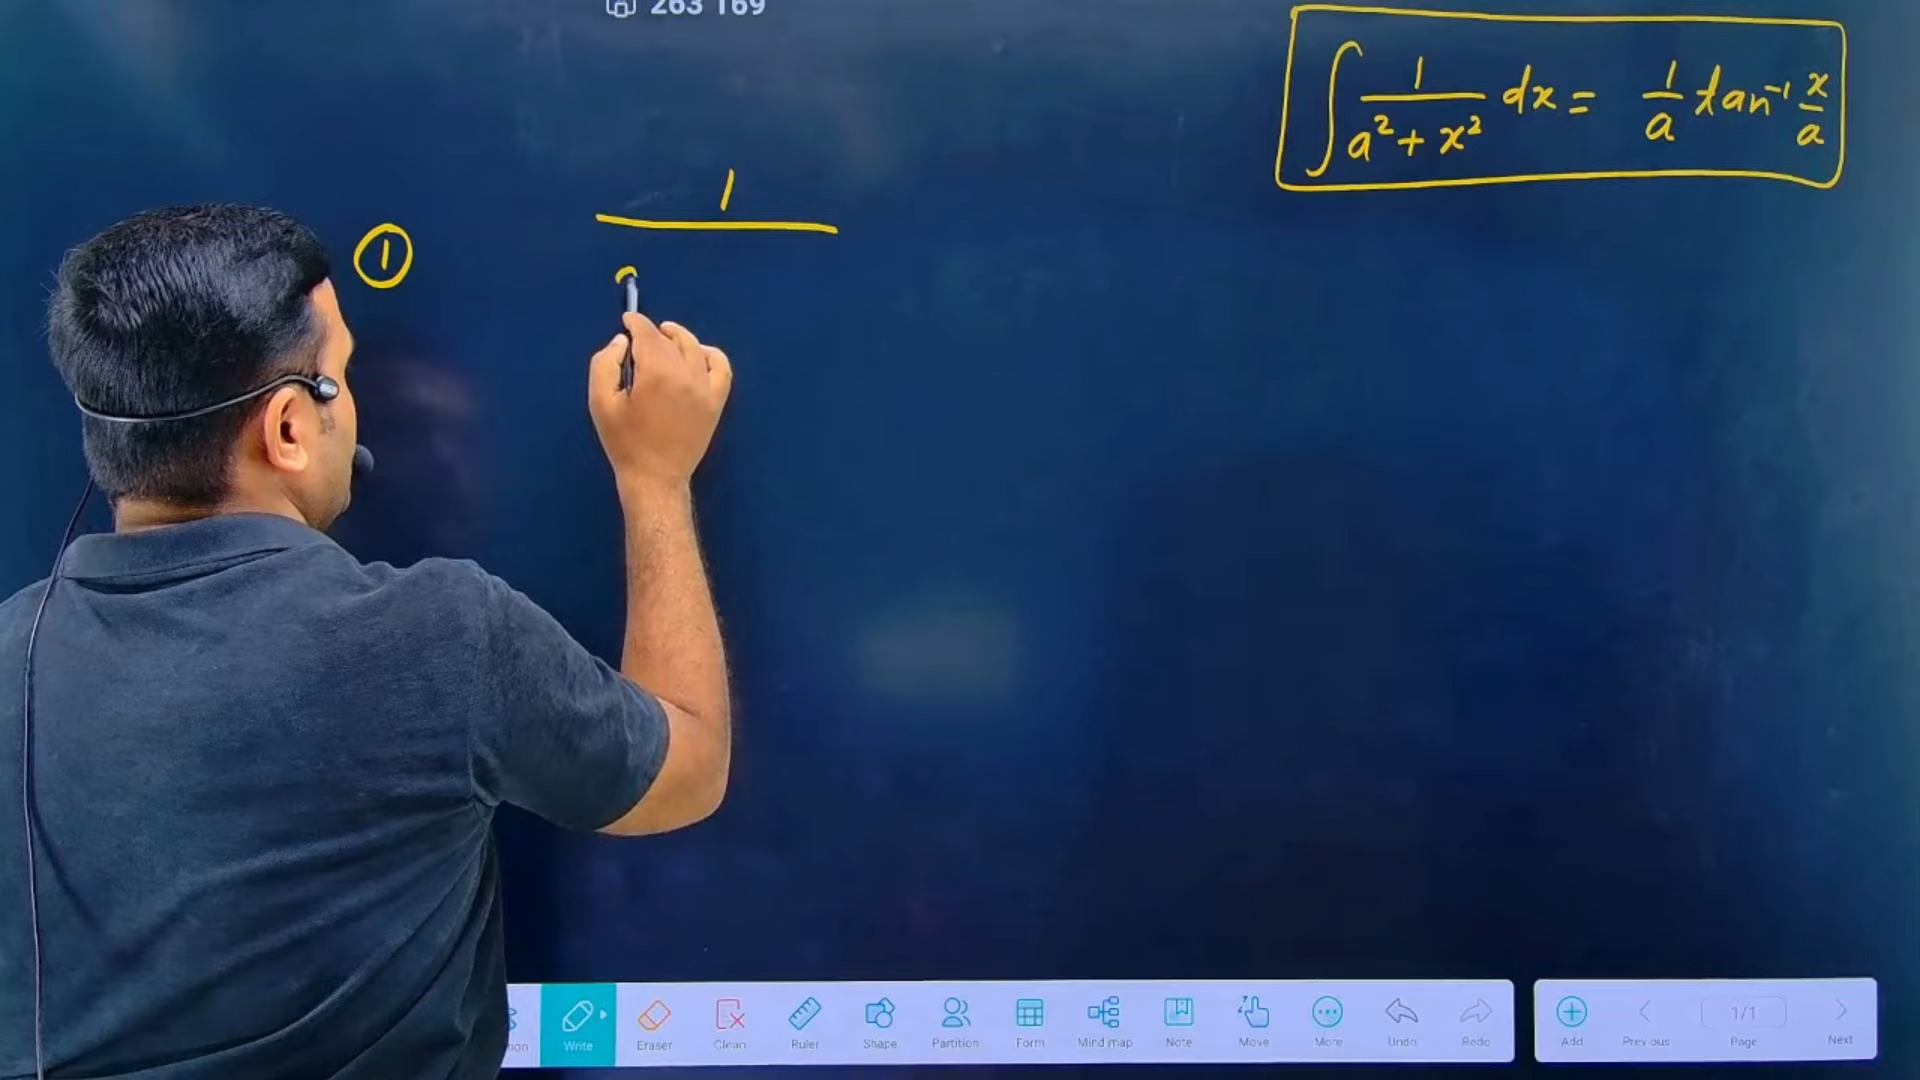 263 169
∫ 1/(a² + x²) dx = 1/a tan⁻¹ x/a
① 1
Write Eraser Clean Ruler Shape Partition Form Mind map Note Move More Undo Redo Add Previous 1/1 Page Next